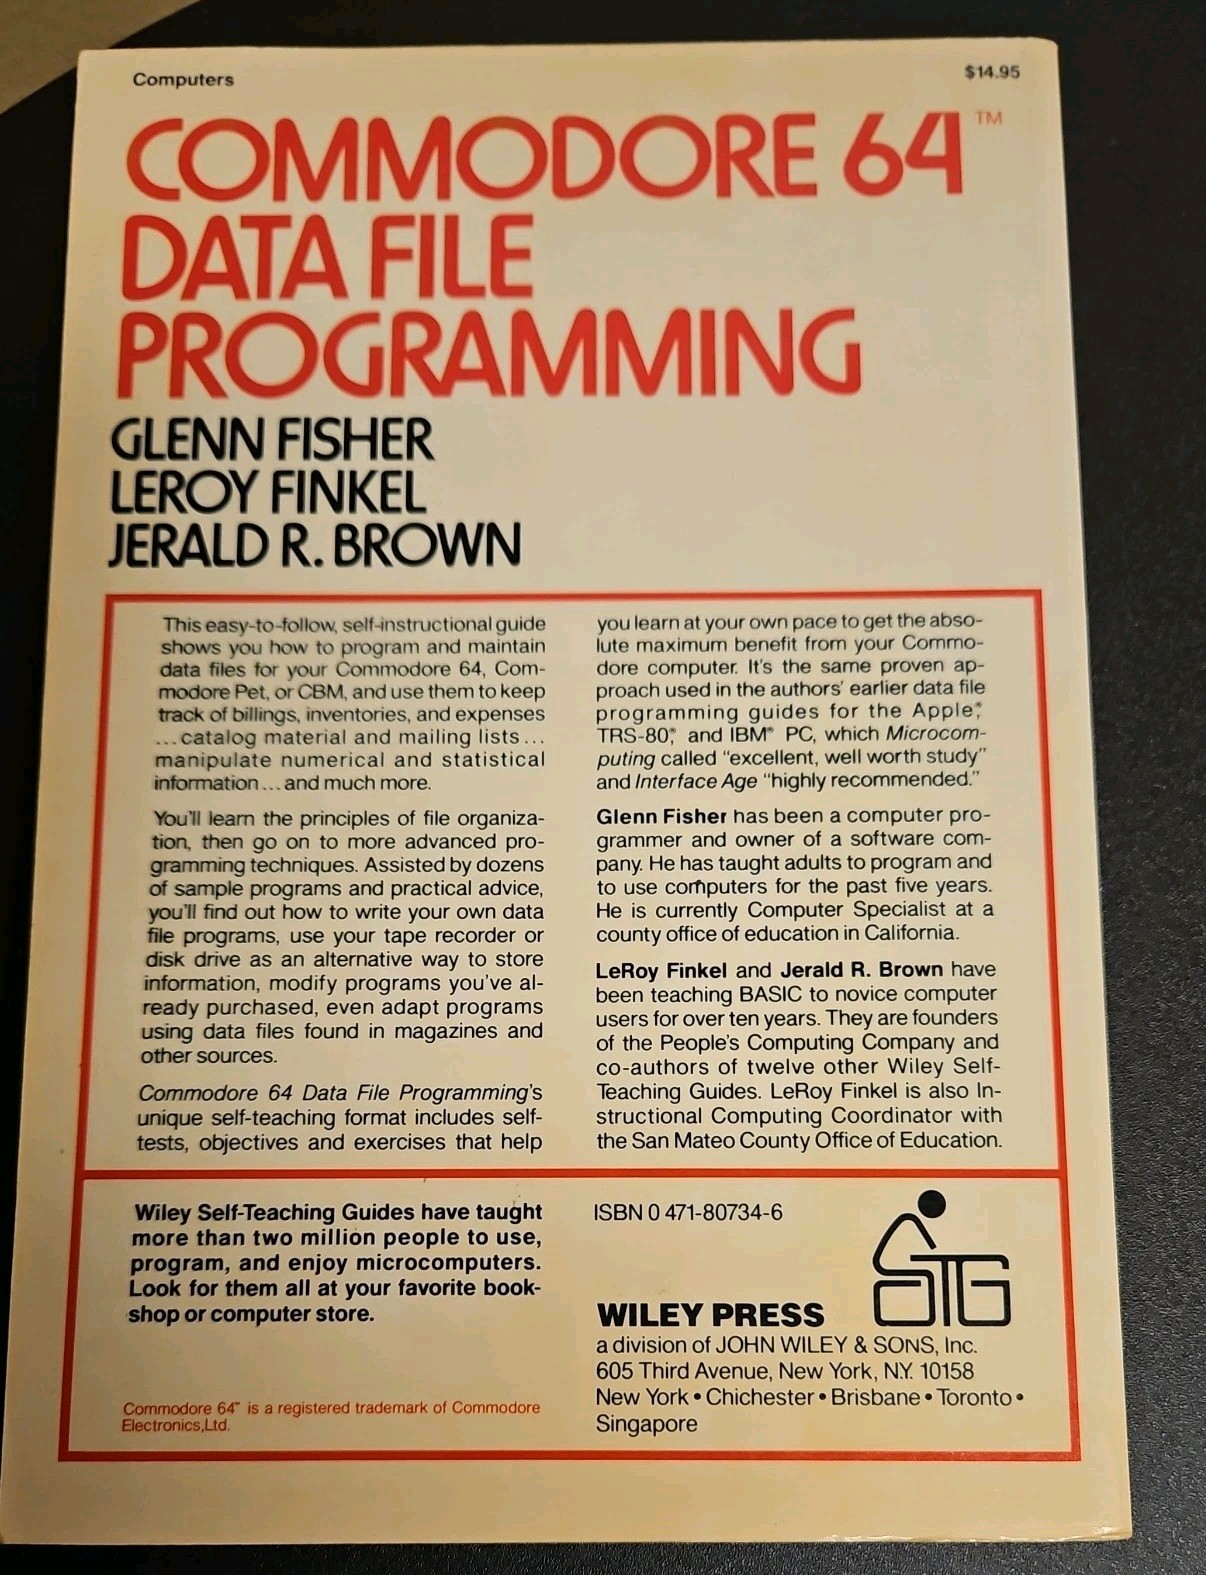 Computers
$14.95
COMMODORE 64™
DATA FILE
PROGRAMMING
GLENN FISHER
LEROY FINKEL
JERALD R. BROWN
This easy-to-follow, self-instructional guide
shows you how to program and maintain
data files for your Commodore 64, Com-
modore Pet, or CBM, and use them to keep
track of billings, inventories, and expenses
...catalog material and mailing lists...
manipulate numerical and statistical
information...and much more.
You'll learn the principles of file organiza-
tion, then go on to more advanced pro-
gramming techniques. Assisted by dozens
of sample programs and practical advice,
you'll find out how to write your own data
file programs, use your tape recorder or
disk drive as an alternative way to store
information, modify programs you've al-
ready purchased, even adapt programs
using data files found in magazines and
other sources.
Commodore 64 Data File Programming's
unique self-teaching format includes self-
tests, objectives and exercises that help
you learn at your own pace to get the abso-
lute maximum benefit from your Commo-
dore computer. It's the same proven ap-
proach used in the authors' earlier data file
programming guides for the Apple,®
TRS-80,® and IBM® PC, which Microcom-
puting called "excellent, well worth study"
and Interface Age "highly recommended."
Glenn Fisher has been a computer pro-
grammer and owner of a software com-
pany. He has taught adults to program and
to use computers for the past five years.
He is currently Computer Specialist at a
county office of education in California.
LeRoy Finkel and Jerald R. Brown have
been teaching BASIC to novice computer
users for over ten years. They are founders
of the People's Computing Company and
co-authors of twelve other Wiley Self-
Teaching Guides. LeRoy Finkel is also In-
structional Computing Coordinator with
the San Mateo County Office of Education.
Wiley Self-Teaching Guides have taught
more than two million people to use,
program, and enjoy microcomputers.
Look for them all at your favorite book-
shop or computer store.
Commodore 64™ is a registered trademark of Commodore
Electronics,Ltd.
ISBN 0 471-80734-6
STG
WILEY PRESS
a division of JOHN WILEY & SONS, Inc.
605 Third Avenue, New York, N.Y. 10158
New York • Chichester • Brisbane • Toronto •
Singapore